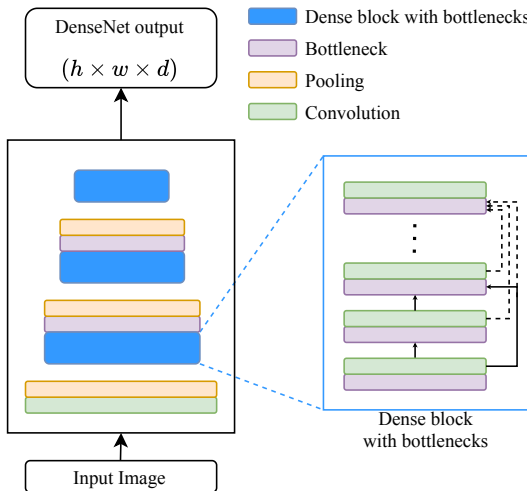 DenseNet output
(h × w × d)
Dense block with bottlenecks
Bottleneck
Pooling
Convolution
Dense block
with bottlenecks
Input Image